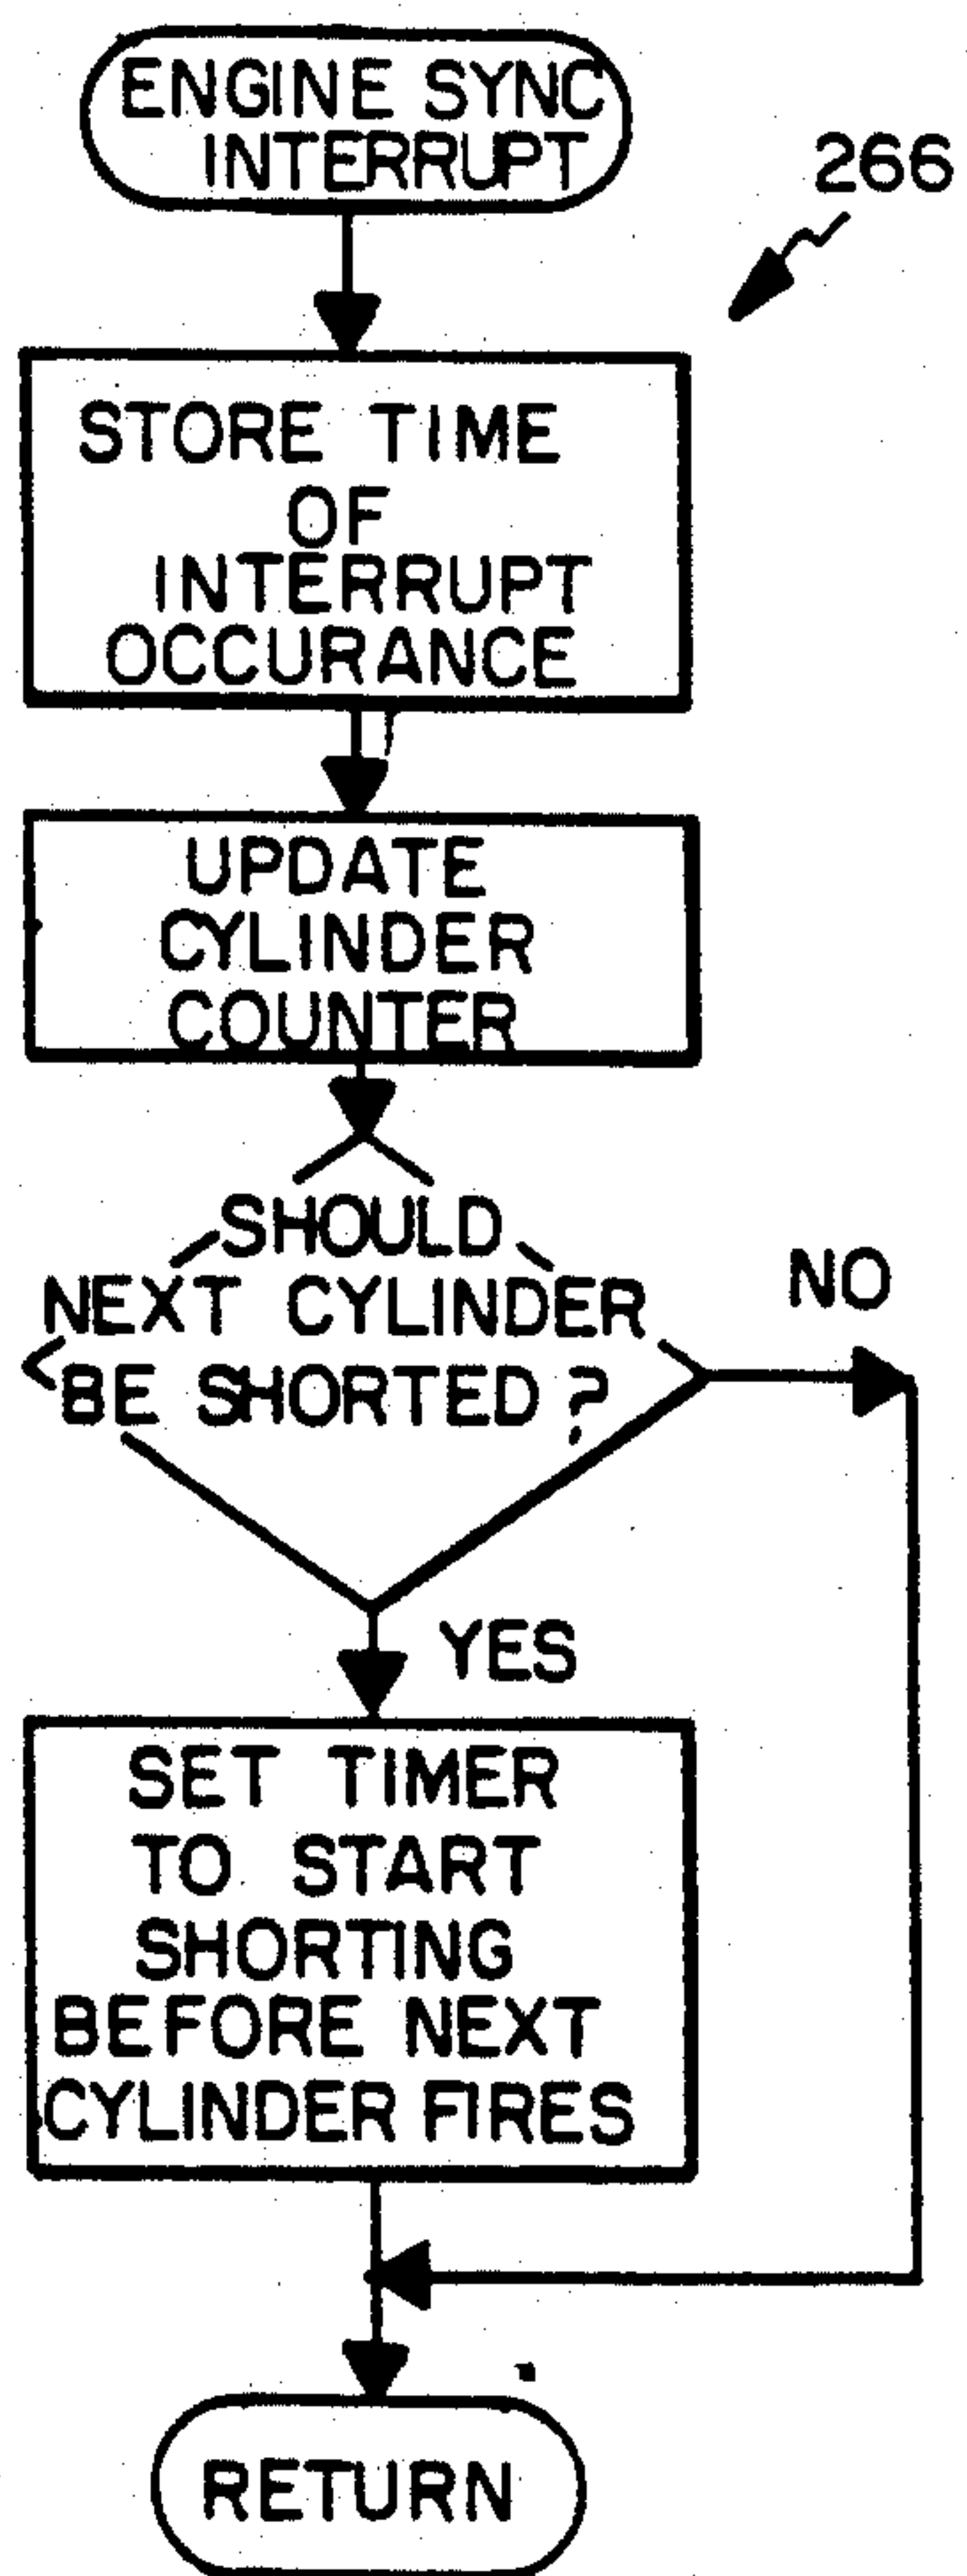 ENGINE SYNC
INTERRUPT
266
STORE TIME
OF
INTERRUPT
OCCURANCE
UPDATE
CYLINDER
COUNTER
SHOULD
NEXT CYLINDER
BE SHORTED?
NO
YES
SET TIMER
TO START
SHORTING
BEFORE NEXT
CYLINDER FIRES
RETURN